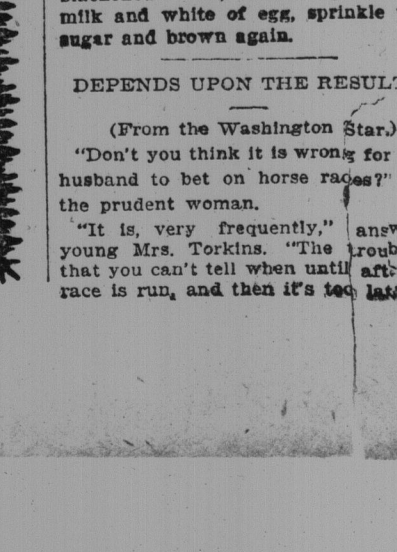 milk and white of egg, sprinkle
sugar and brown again.
DEPENDS UPON THE RESULT
(From the Washington Star.)
"Don't you think it is wrong for
husband to bet on horse races?"
the prudent woman.
"It is, very frequently," answ
young Mrs. Torkins. "The troub
that you can't tell when until aft
race is run, and then it's too late